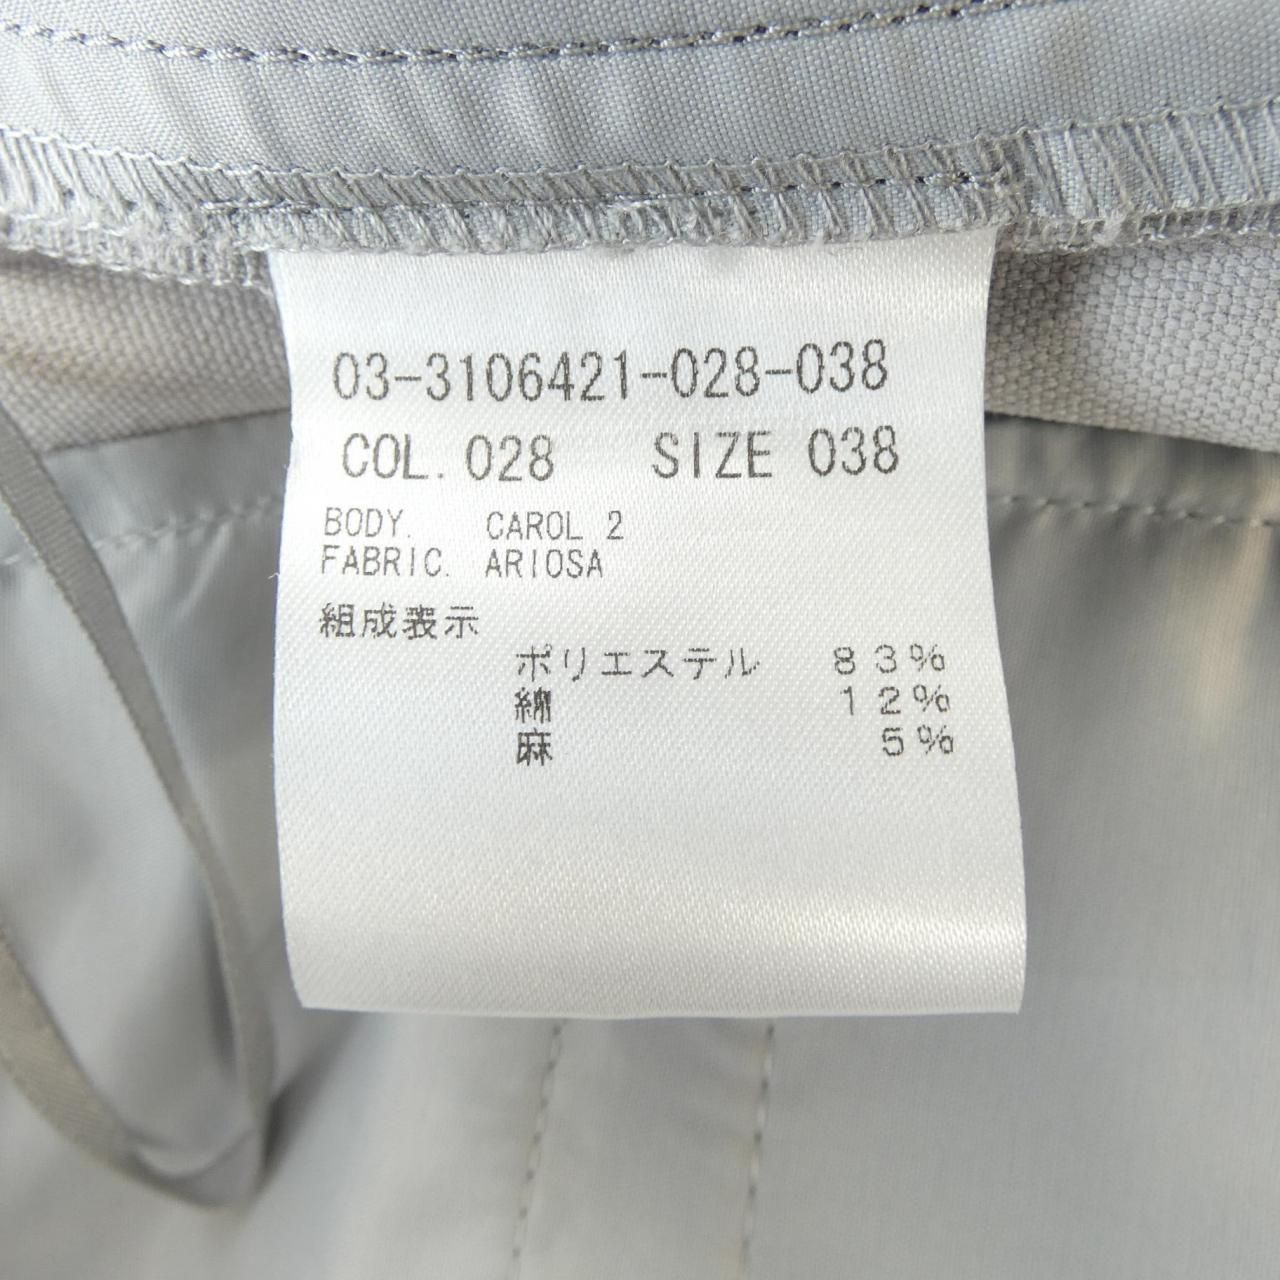 03-3106421-028-038
COL. 028 SIZE 038
BODY. CAROL 2
FABRIC. ARIOSA
組成表示
ポリエステル 83%
綿 12%
麻 5%